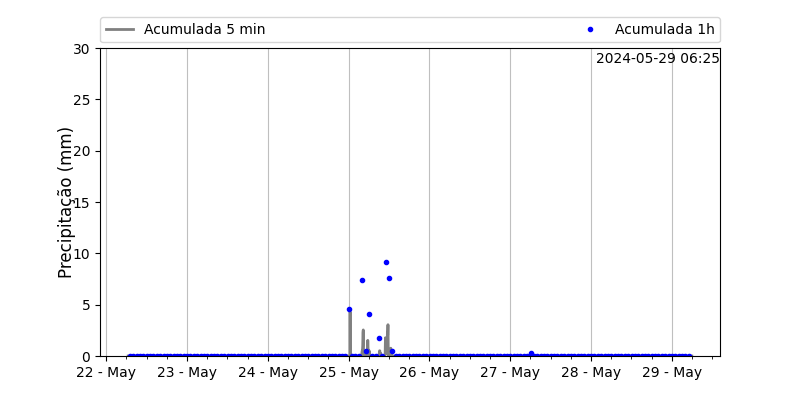 Acumulada 5 min
Acumulada 1h
2024-05-29 06:25
Precipitação (mm)
30
25
20
15
10
5
0
22 - May
23 - May
24 - May
25 - May
26 - May
27 - May
28 - May
29 - May